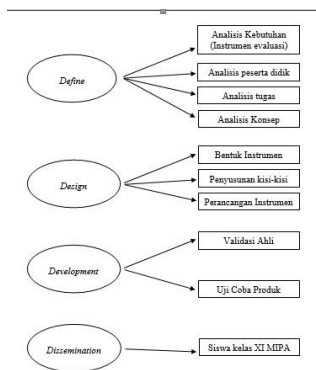 Analisis Kebutuhan
(Instrumen evaluasi)
Define
Analisis peserta didik
Analisis tugas
Analisis Konsep
Bentuk Instrumen
Design
Penyusunan kisi-kisi
Perancangan Instrumen
Validasi Ahli
Development
Uji Coba Produk
Dissemination
Siswa kelas XI MIPA